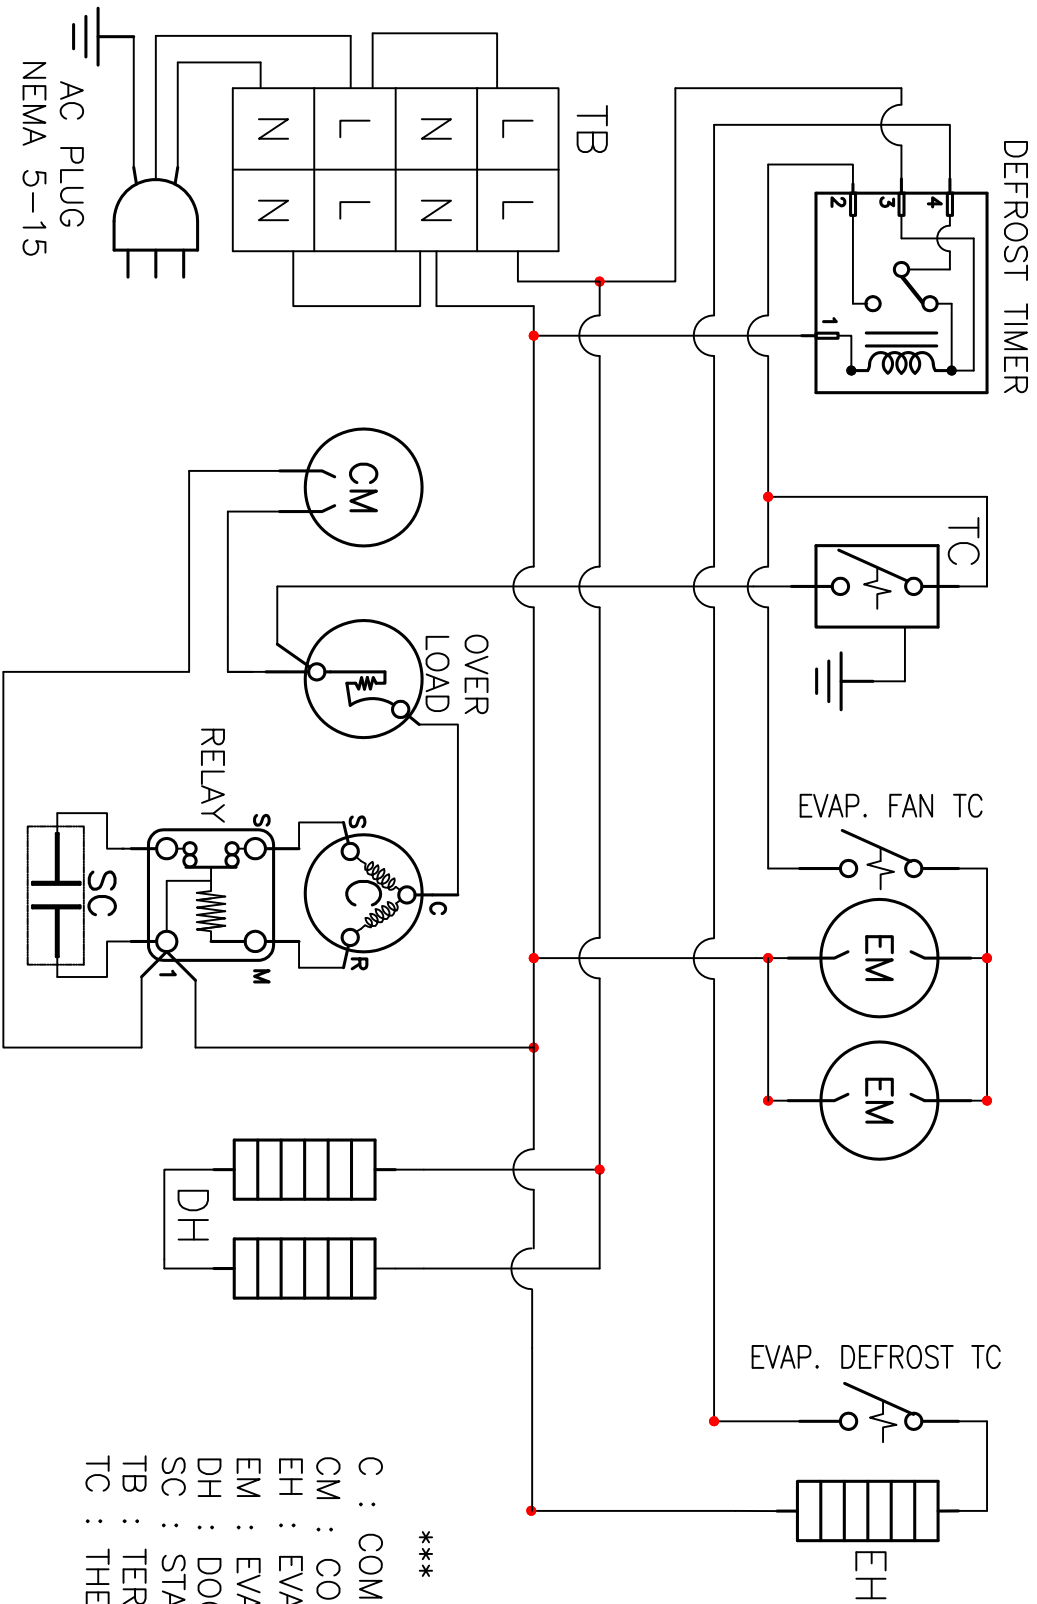 DEFROST TIMER
4
3
2
1
TB
L
L
N
N
L
L
N
N
AC PLUG
NEMA 5-15
TC
CM
OVER
LOAD
RELAY
S
M
1
S
C
R
C
SC
EVAP. FAN TC
EM
EM
DH
EVAP. DEFROST TC
EH
***
C : COM
CM : CO
EH : EVA
EM : EVA
DH : DOO
SC : STA
TB : TER
TC : THE